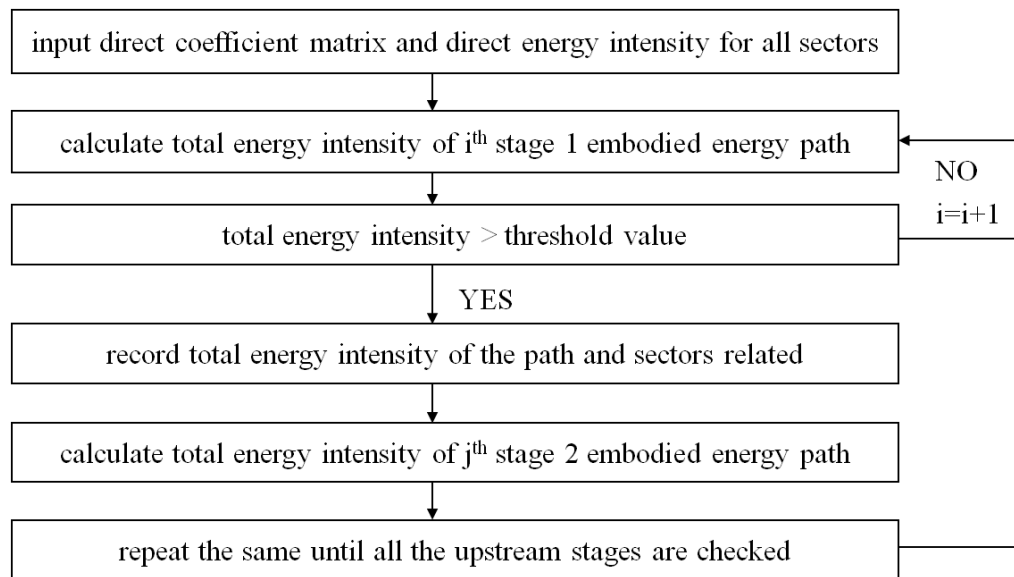 input direct coefficient matrix and direct energy intensity for all sectors
calculate total energy intensity of iᵗʰ stage 1 embodied energy path
NO
i=i+1
total energy intensity > threshold value
YES
record total energy intensity of the path and sectors related
calculate total energy intensity of jᵗʰ stage 2 embodied energy path
repeat the same until all the upstream stages are checked